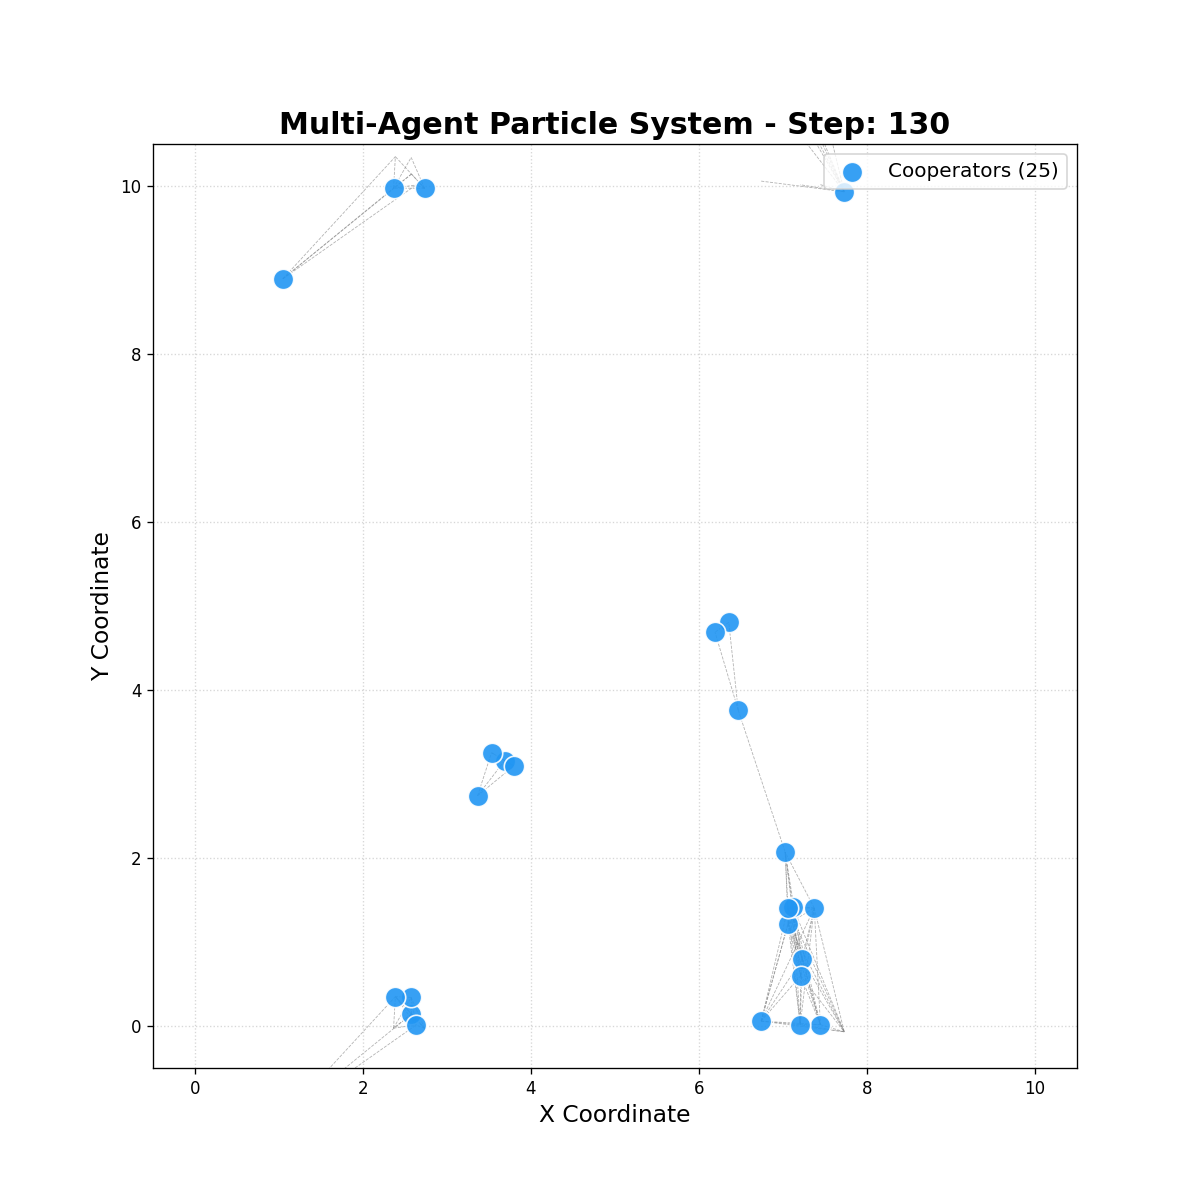 Multi-Agent Particle System - Step: 130
Cooperators (25)
10
8
6
4
2
0
Y Coordinate
0 2 4 6 8 10
X Coordinate